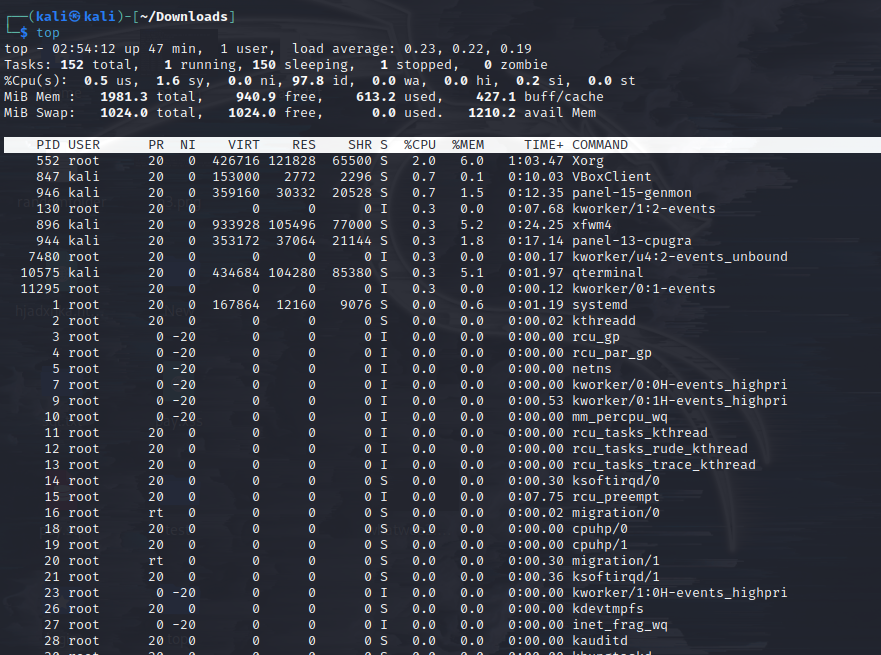 ┌──(kali㉿kali)-[~/Downloads]
└─$ top
top - 02:54:12 up 47 min,  1 user,  load average: 0.23, 0.22, 0.19
Tasks: 152 total,   1 running, 150 sleeping,   1 stopped,   0 zombie
%Cpu(s):  0.5 us,  1.6 sy,  0.0 ni, 97.8 id,  0.0 wa,  0.0 hi,  0.2 si,  0.0 st
MiB Mem :   1981.3 total,    940.9 free,    613.2 used,    427.1 buff/cache
MiB Swap:   1024.0 total,   1024.0 free,      0.0 used.   1210.2 avail Mem
    PID USER      PR  NI    VIRT    RES    SHR S  %CPU  %MEM     TIME+ COMMAND
    552 root      20   0  426716 121828  65500 S   2.0   6.0   1:03.47 Xorg
    847 kali      20   0  153000   2772   2296 S   0.7   0.1   0:10.03 VBoxClient
    946 kali      20   0  359160  30332  20528 S   0.7   1.5   0:12.35 panel-15-genmon
    130 root      20   0       0      0      0 I   0.3   0.0   0:07.68 kworker/1:2-events
    896 kali      20   0  933928 105496  77000 S   0.3   5.2   0:24.25 xfwm4
    944 kali      20   0  353172  37064  21144 S   0.3   1.8   0:17.14 panel-13-cpugra
   7480 root      20   0       0      0      0 I   0.3   0.0   0:00.17 kworker/u4:2-events_unbound
  10575 kali      20   0  434684 104280  85380 S   0.3   5.1   0:01.97 qterminal
  11295 root      20   0       0      0      0 I   0.3   0.0   0:00.12 kworker/0:1-events
      1 root      20   0  167864  12160   9076 S   0.0   0.6   0:01.19 systemd
      2 root      20   0       0      0      0 S   0.0   0.0   0:00.02 kthreadd
      3 root       0 -20       0      0      0 I   0.0   0.0   0:00.00 rcu_gp
      4 root       0 -20       0      0      0 I   0.0   0.0   0:00.00 rcu_par_gp
      5 root       0 -20       0      0      0 I   0.0   0.0   0:00.00 netns
      7 root       0 -20       0      0      0 I   0.0   0.0   0:00.00 kworker/0:0H-events_highpri
      9 root       0 -20       0      0      0 I   0.0   0.0   0:00.53 kworker/0:1H-events_highpri
     10 root       0 -20       0      0      0 I   0.0   0.0   0:00.00 mm_percpu_wq
     11 root      20   0       0      0      0 I   0.0   0.0   0:00.00 rcu_tasks_kthread
     12 root      20   0       0      0      0 I   0.0   0.0   0:00.00 rcu_tasks_rude_kthread
     13 root      20   0       0      0      0 I   0.0   0.0   0:00.00 rcu_tasks_trace_kthread
     14 root      20   0       0      0      0 S   0.0   0.0   0:00.30 ksoftirqd/0
     15 root      20   0       0      0      0 I   0.0   0.0   0:07.75 rcu_preempt
     16 root      rt   0       0      0      0 S   0.0   0.0   0:00.02 migration/0
     18 root      20   0       0      0      0 S   0.0   0.0   0:00.00 cpuhp/0
     19 root      20   0       0      0      0 S   0.0   0.0   0:00.00 cpuhp/1
     20 root      rt   0       0      0      0 S   0.0   0.0   0:00.30 migration/1
     21 root      20   0       0      0      0 S   0.0   0.0   0:00.36 ksoftirqd/1
     23 root       0 -20       0      0      0 I   0.0   0.0   0:00.00 kworker/1:0H-events_highpri
     26 root      20   0       0      0      0 S   0.0   0.0   0:00.00 kdevtmpfs
     27 root       0 -20       0      0      0 I   0.0   0.0   0:00.00 inet_frag_wq
     28 root      20   0       0      0      0 S   0.0   0.0   0:00.00 kauditd